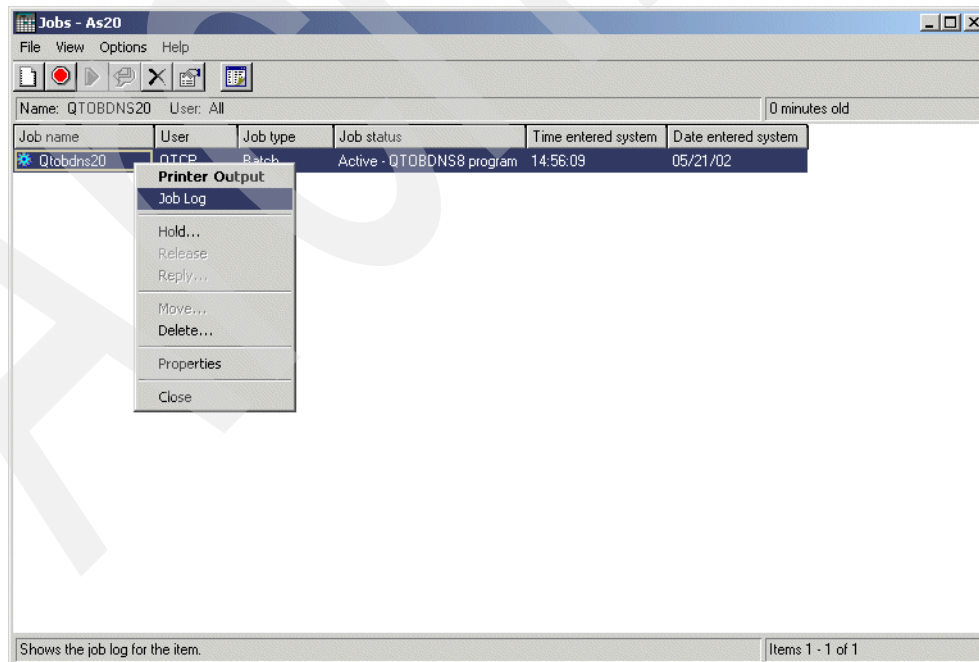 Jobs - As20
File View Options Help
Name: QTOBDNS20 User: All 0 minutes old
Job name User Job type Job status Time entered system Date entered system
Qtobdns20 QTCP Batch Active - QTOBDNS8 program 14:56:09 05/21/02
Printer Output
Job Log
Hold...
Release
Reply...
Move...
Delete...
Properties
Close
Shows the job log for the item. Items 1 - 1 of 1